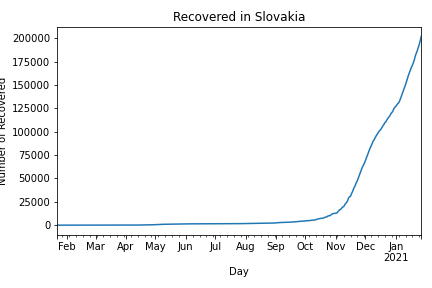 Recovered in Slovakia
Number of Recovered
200000
175000
150000
125000
100000
75000
50000
25000
0
Feb Mar Apr May Jun Jul Aug Sep Oct Nov Dec Jan
2021
Day